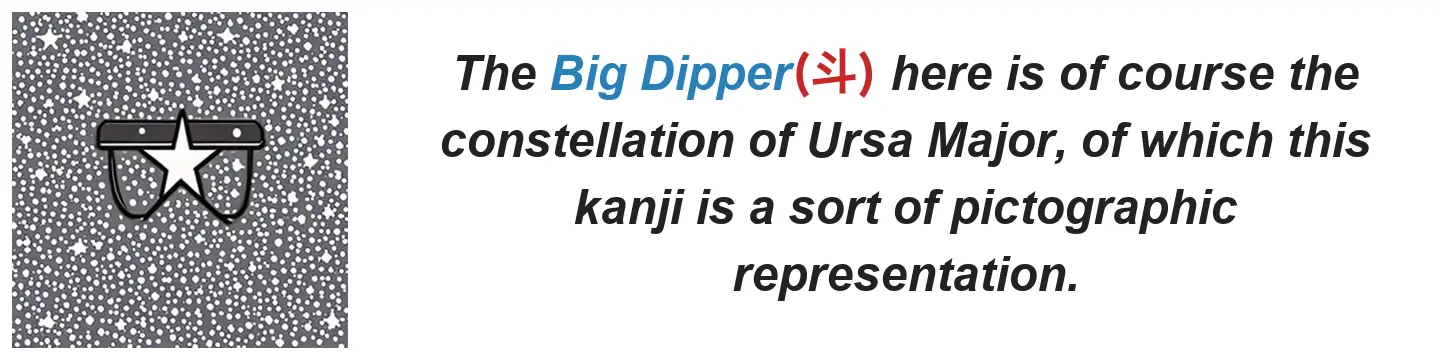 The Big Dipper(斗) here is of course the
constellation of Ursa Major, of which this
kanji is a sort of pictographic
representation.